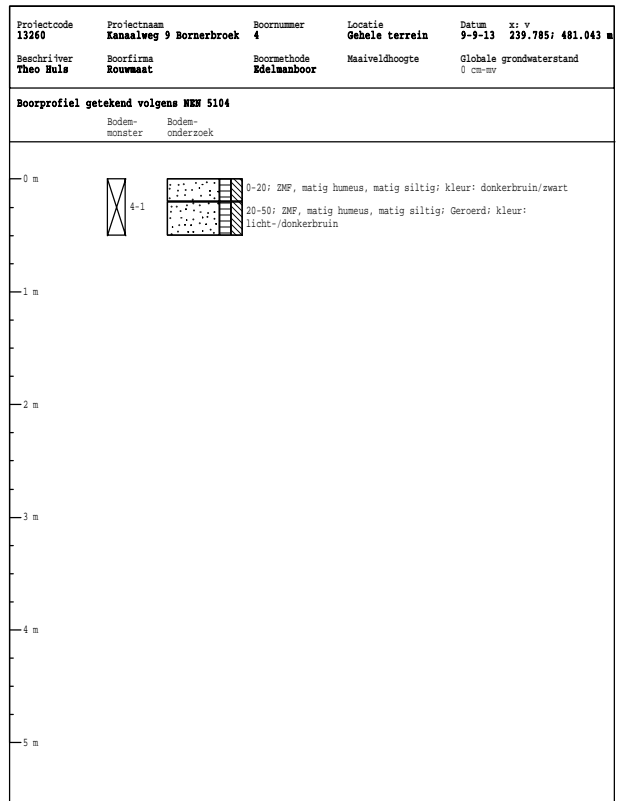 Projectcode Projectnaam Boornummer Locatie Datum x: y
13260 Kanaalweg 9 Bornerbroek 4 Gehele terrein 9-9-13 239.785; 481.043 m
Beschrijver Boorfirma Boormethode Maaiveldhoogte Globale grondwaterstand
Theo Huls Rouwmaat Edelmanboor 0 cm-mv
Boorprofiel getekend volgens NEN 5104
Bodem- Bodem-
monster onderzoek
0 m
0-20; ZMF, matig humeus, matig siltig; kleur: donkerbruin/zwart
4-1
20-50; ZMF, matig humeus, matig siltig; Geroerd; kleur:
licht-/donkerbruin
1 m
2 m
3 m
4 m
5 m